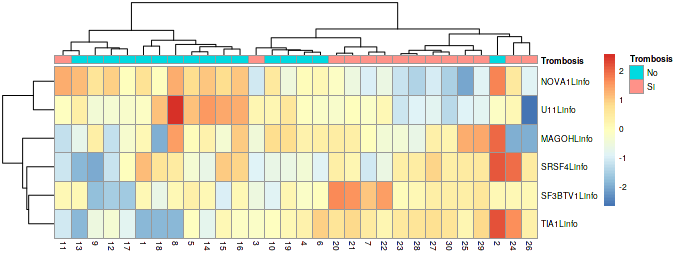 Trombosis
NOVA1Linfo
U11Linfo
MAGOHLinfo
SRSF4Linfo
SF3BTV1Linfo
TIA1Linfo
11 13 9 12 17 1 18 8 5 14 15 16 3 10 19 4 6 20 21 7 22 23 28 27 30 25 29 2 24 26
2
1
0
-1
-2
Trombosis
No
Si